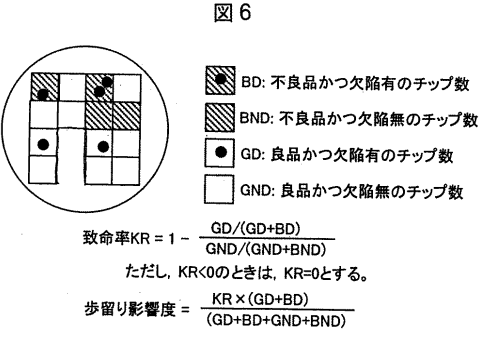 図6
BD: 不良品かつ欠陥有のチップ数
BND: 不良品かつ欠陥無のチップ数
GD: 良品かつ欠陥有のチップ数
GND: 良品かつ欠陥無のチップ数
致命率KR = 1 - GD/(GD+BD)
GND/(GND+BND)
ただし, KR<0のときは, KR=0とする。
歩留り影響度 = KR×(GD+BD)
(GD+BD+GND+BND)